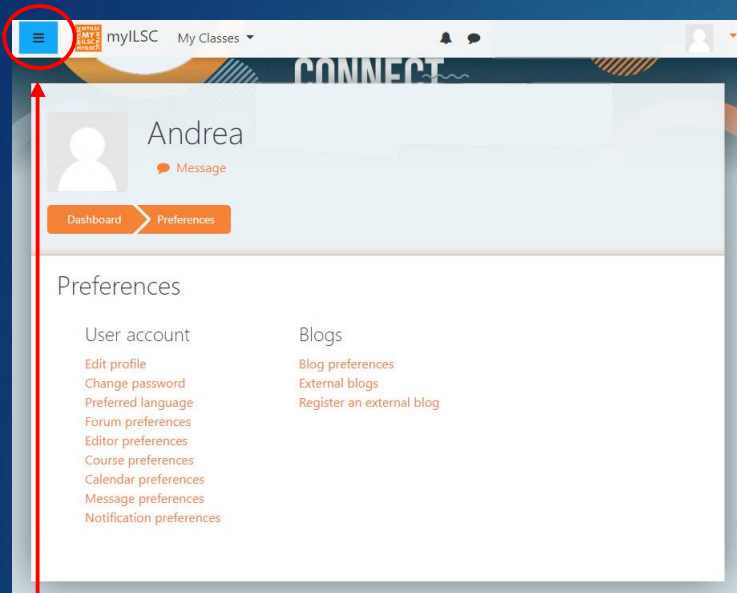 myILSC My Classes
CONNECT
Andrea
Message
Dashboard Preferences
Preferences
User account
Edit profile
Change password
Preferred language
Forum preferences
Editor preferences
Course preferences
Calendar preferences
Message preferences
Notification preferences
Blogs
Blog preferences
External blogs
Register an external blog